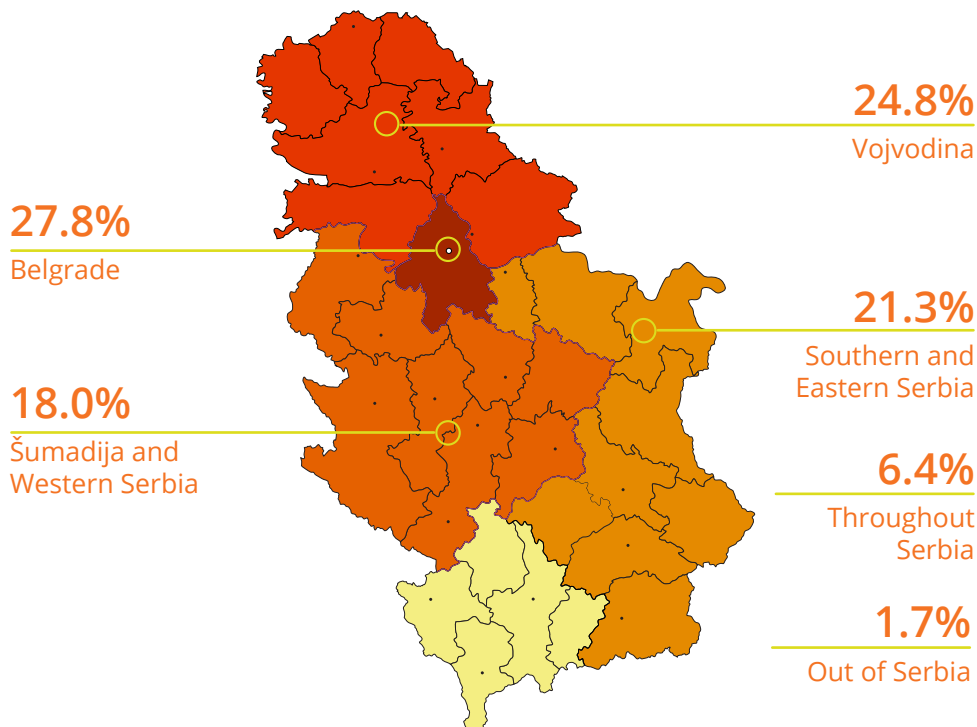 24.8%
Vojvodina
27.8%
Belgrade
21.3%
Southern and
Eastern Serbia
18.0%
Šumadija and
Western Serbia
6.4%
Throughout
Serbia
1.7%
Out of Serbia